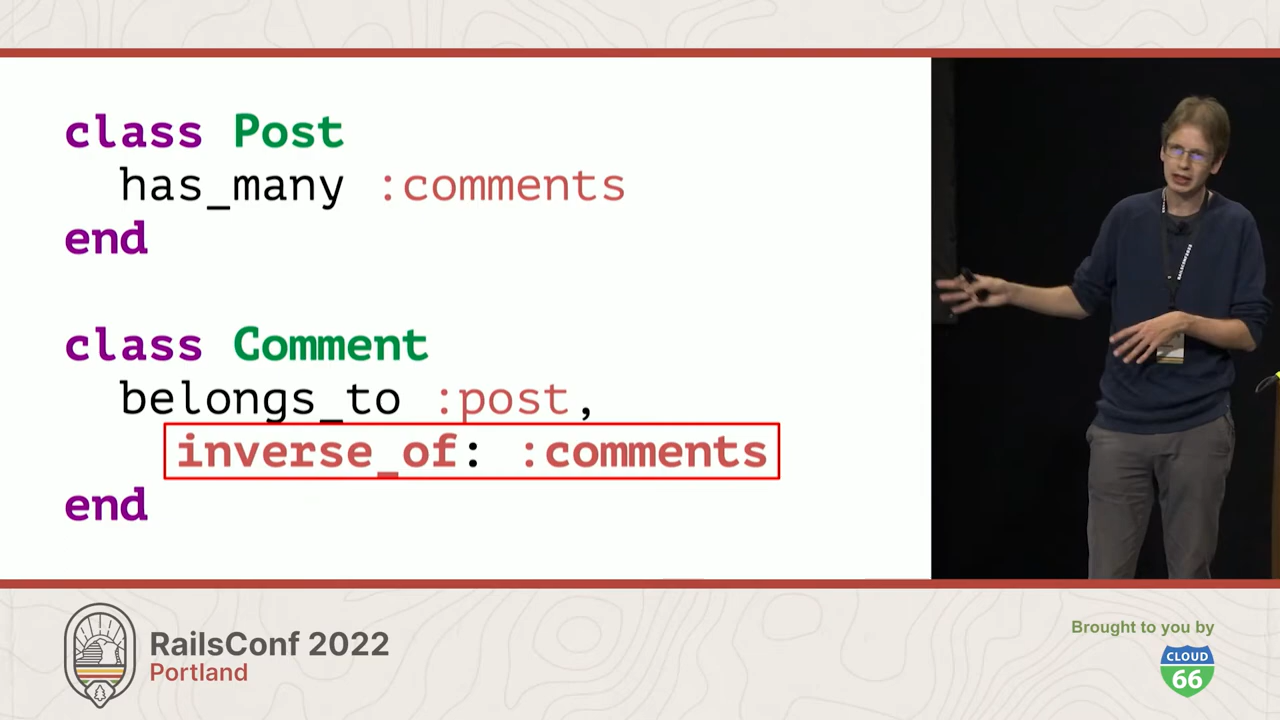 class Post
  has_many :comments
end
class Comment
  belongs_to :post,
    inverse_of: :comments
end
RailsConf 2022
Portland
Brought to you by
CLOUD
66